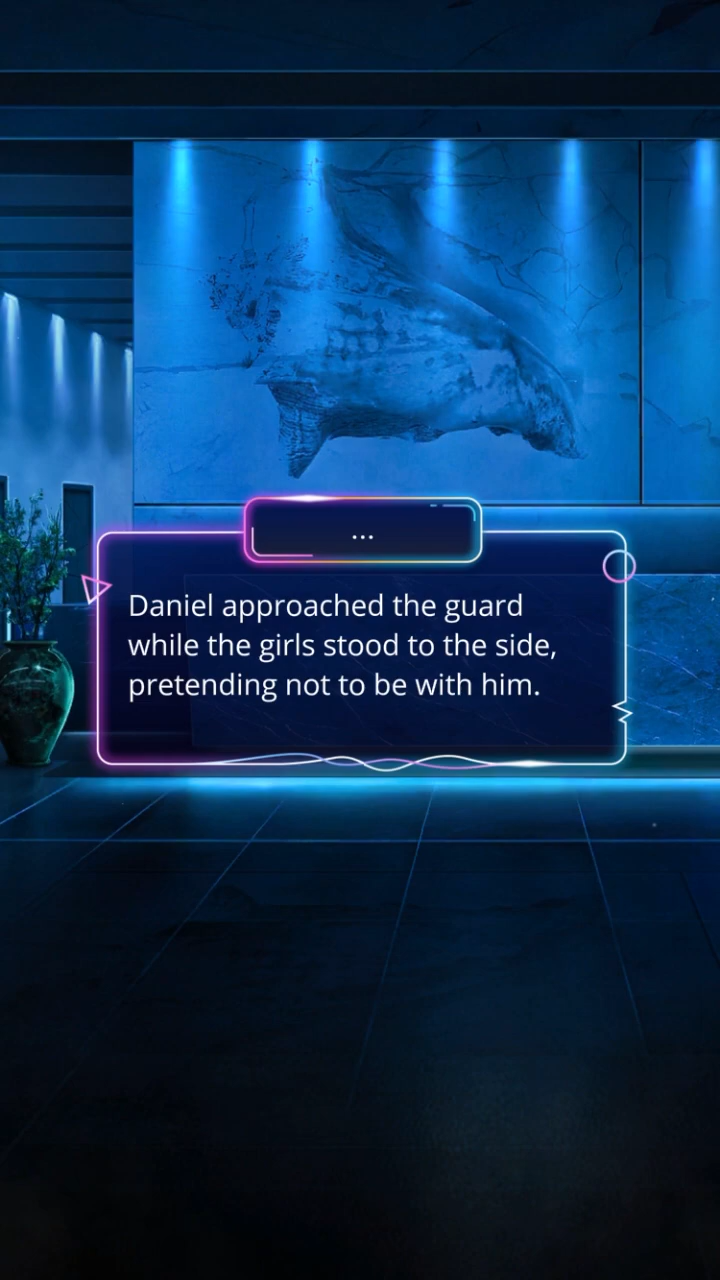 ...
Daniel approached the guard
while the girls stood to the side,
pretending not to be with him.